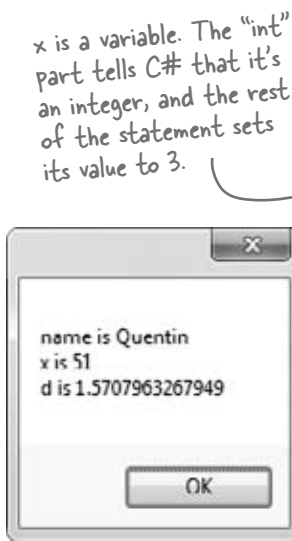 x is a variable. The “int”
part tells C# that it’s
an integer, and the rest
of the statement sets
its value to 3.
name is Quentin
x is 51
d is 1.5707963267949
OK